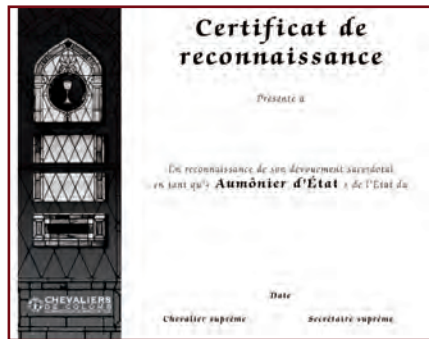 Certificat de
reconnaissance
Présenté à
En reconnaissance de son dévouement sacerdotal
en tant qu'« Aumônier d'État » de l'État du
Date
Chevalier suprême Secrétaire suprême
CHEVALIERS
DE COLOMB